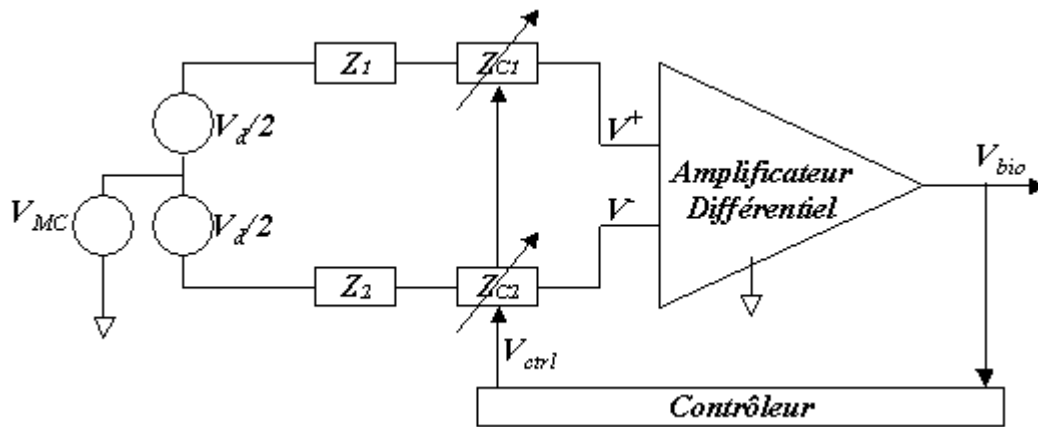 Z1
ZC1
Vd/2
V+
Amplificateur
Différentiel
Vbio
VMC
Vd/2
V-
Z2
ZC2
Vctrl
Contrôleur